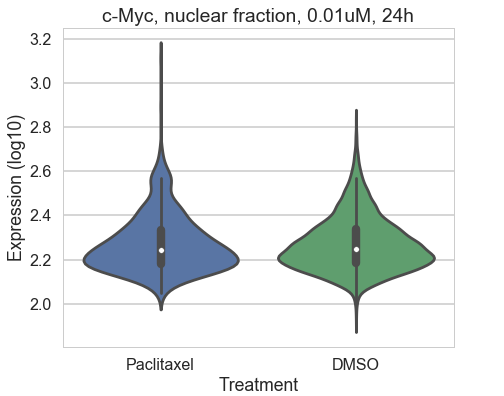 c-Myc, nuclear fraction, 0.01uM, 24h
3.2
3.0
2.8
2.6
2.4
2.2
2.0
Expression (log10)
Paclitaxel
DMSO
Treatment